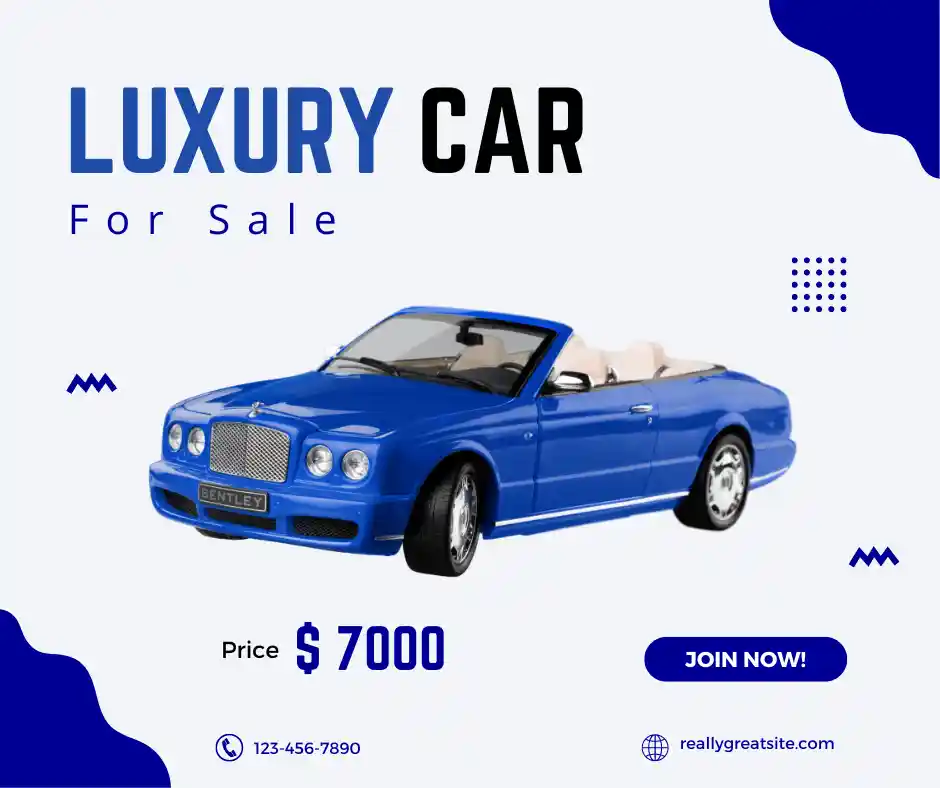 LUXURY CAR
For Sale
BENTLEY
Price $ 7000
JOIN NOW!
123-456-7890
reallygreatsite.com